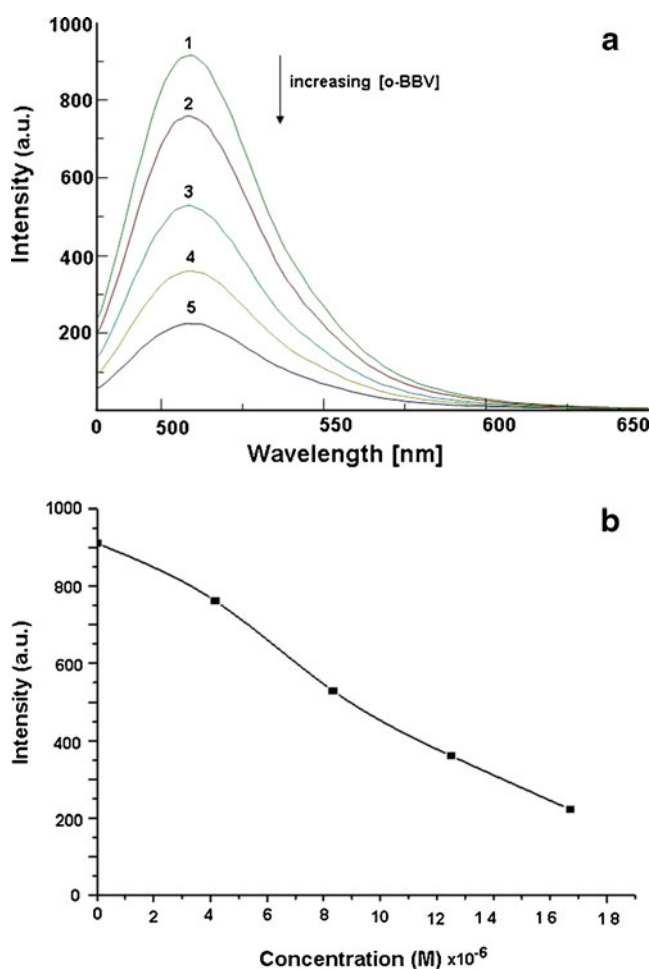 1000
a
1
increasing [o-BBV]
800
2
600
3
400
4
5
200
Intensity (a.u.)
0 500 550 600 650
Wavelength [nm]
1000
b
800
600
400
200
0
Intensity (a.u.)
0 2 4 6 8 10 12 14 16 18
Concentration (M) x10-6